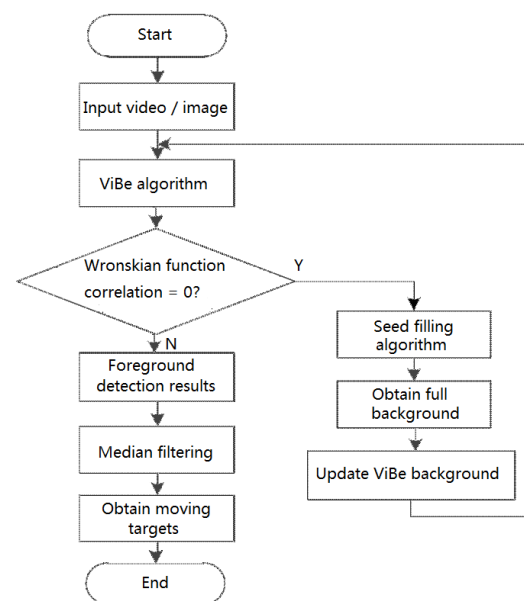 Start
Input video / image
ViBe algorithm
Wronskian function
correlation = 0?
Y
N
Seed filling
algorithm
Foreground
detection results
Obtain full
background
Median filtering
Update ViBe background
Obtain moving
targets
End